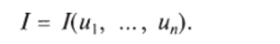 I = I(u₁, ..., uₙ).